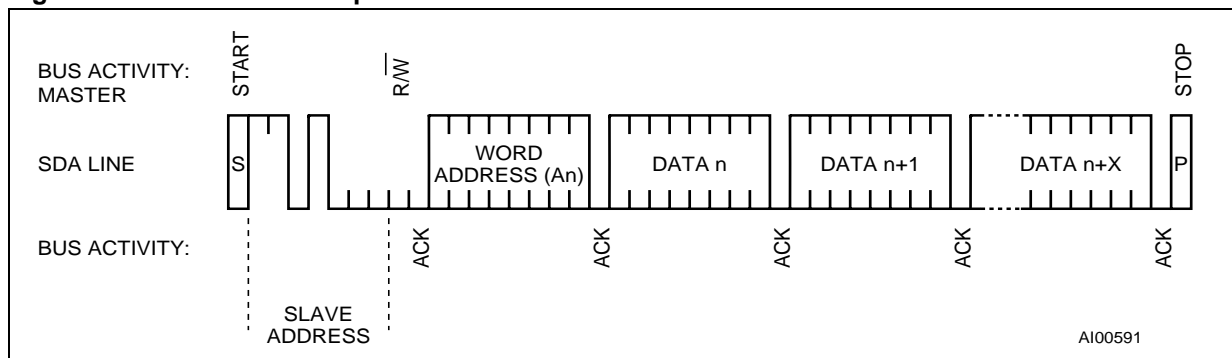 BUS ACTIVITY:
MASTER
START
R/W
STOP
SDA LINE
S
WORD
ADDRESS (An)
DATA n
DATA n+1
DATA n+X
P
BUS ACTIVITY:
ACK
ACK
ACK
ACK
ACK
SLAVE
ADDRESS
AI00591